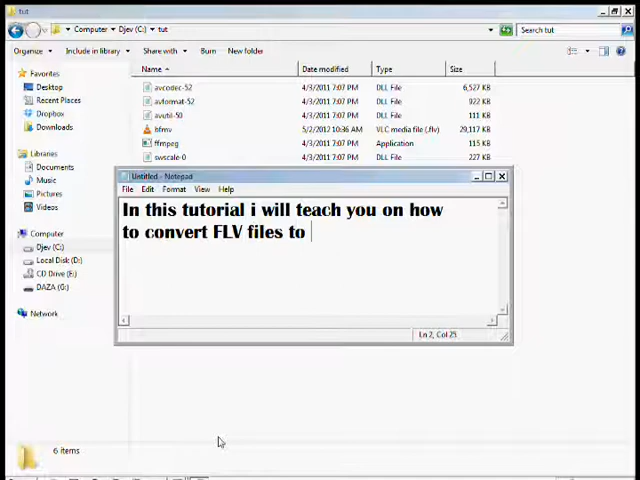 tut
Computer Djev (C:) tut
Search tut
Organize Include in library Share with Burn New folder
Name Date modified Type Size
Favorites
Desktop
Recent Places
Dropbox
Downloads
Libraries
Documents
Music
Pictures
Videos
Computer
Djev (C:)
Local Disk (D:)
CD Drive (E:)
DAZA (G:)
Network
avcodec-52 4/3/2011 7:07 PM DLL File 6,527 KB
avformat-52 4/3/2011 7:07 PM DLL File 1,021 KB
avutil-50 4/3/2011 7:07 PM DLL File 111 KB
bfmv 5/2/2012 10:36 AM VLC media file (.flv) 29,117 KB
ffmpeg 4/3/2011 7:07 PM Application 115 KB
swscale-0 4/3/2011 7:07 PM DLL File 227 KB
Untitled - Notepad
File Edit Format View Help
In this tutorial i will teach you on how
to convert FLV files to
Ln 2, Col 25
6 items